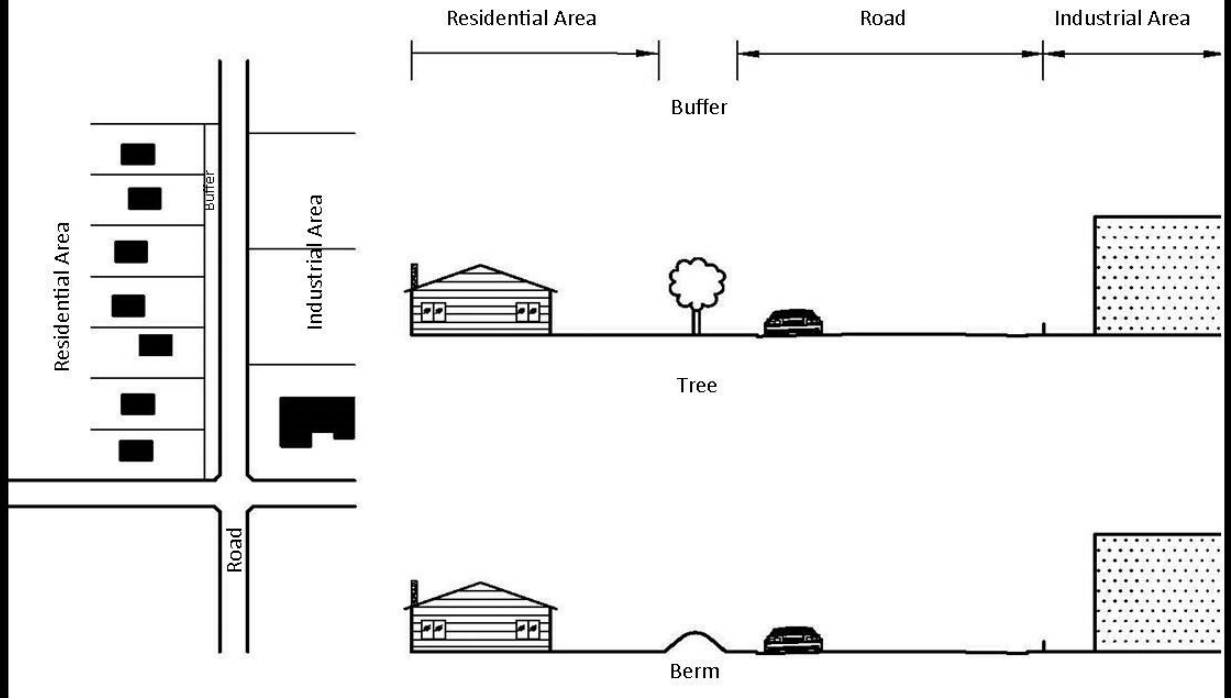 Residential Area
Road
Industrial Area
Buffer
Buffer
Residential Area
Industrial Area
Tree
Road
Berm